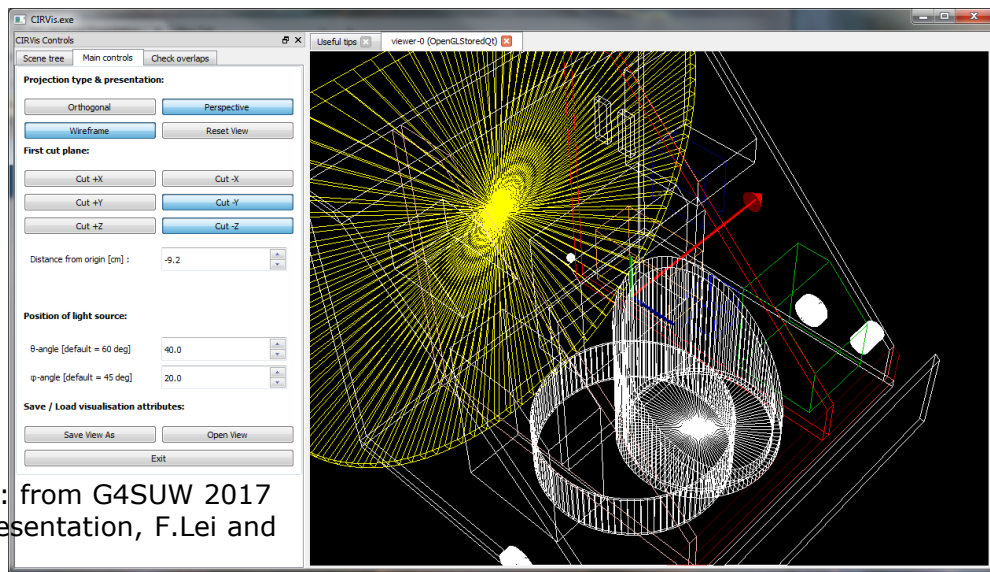 CIRVis.exe
CIRVis Controls
Useful tips
viewer-0 (OpenGLStoredQt)
Scene tree
Main controls
Check overlaps
Projection type & presentation:
Orthogonal
Perspective
Wireframe
Reset View
First cut plane:
Cut +X
Cut -X
Cut +Y
Cut -Y
Cut +Z
Cut -Z
Distance from origin [cm] :
-9.2
Position of light source:
θ-angle [default = 60 deg]
40.0
φ-angle [default = 45 deg]
20.0
Save / Load visualisation attributes:
Save View As
Open View
Exit
: from G4SUW 2017
esentation, F.Lei and